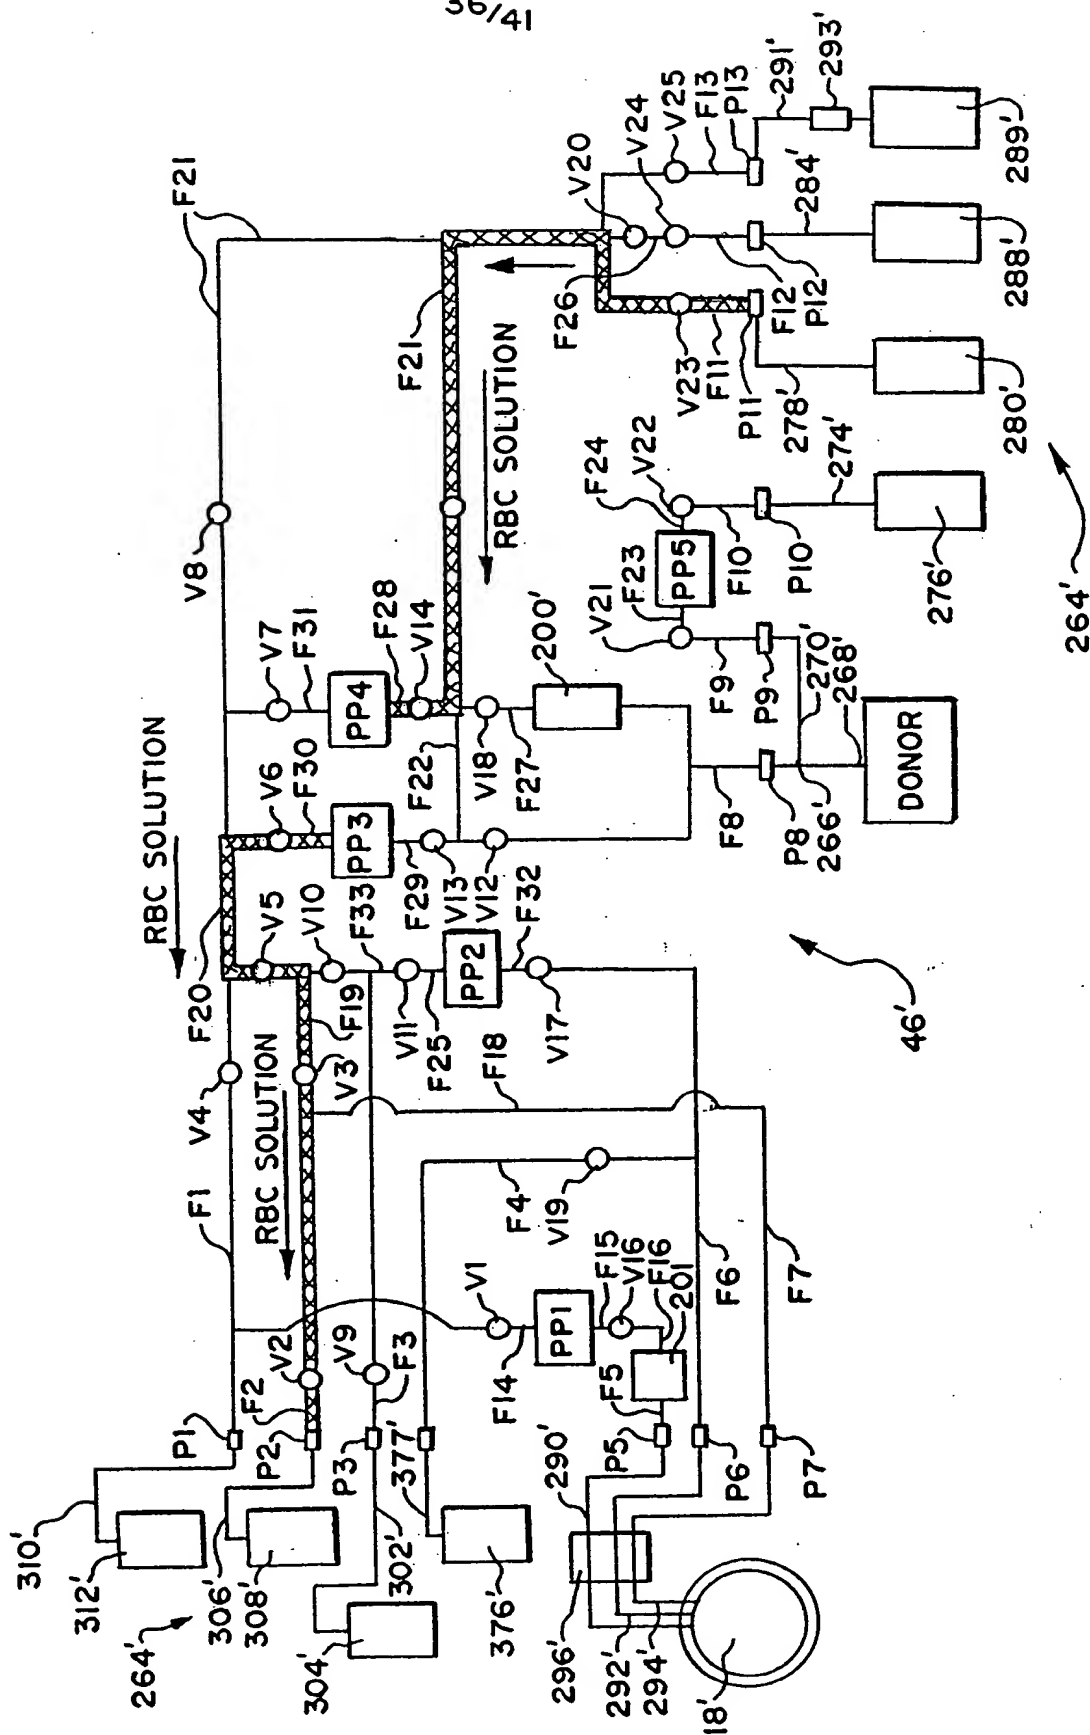 36/41
310'
312'
264'
306'
308'
304'
302'
377'
376'
296'
290'
292'
294'
18'
P1
P2
P3
P5
P6
P7
F1
F2
V2
V9
F3
F5
V4
RBC SOLUTION
V3
F19
F18
F4
V19
V1
F14
PP1
F15
V16
F16
201
F6
F7
RBC SOLUTION
F20
V5
V10
F33
V11
F25
PP2
F32
V17
V6
F30
PP3
F29
V13
V12
F22
V7
F31
PP4
F28
V14
V18
F27
200'
V8
F21
F21
RBC SOLUTION
F8
P8
266'
DONOR
268'
270'
P9
F9
V21
F23
PP5
F24
V22
F10
P10
274'
276'
46'
264'
V20
V24
V25
F13
P13
291'
293'
289'
F26
V23
F11
P11
278'
280'
F12
P12
284'
288'